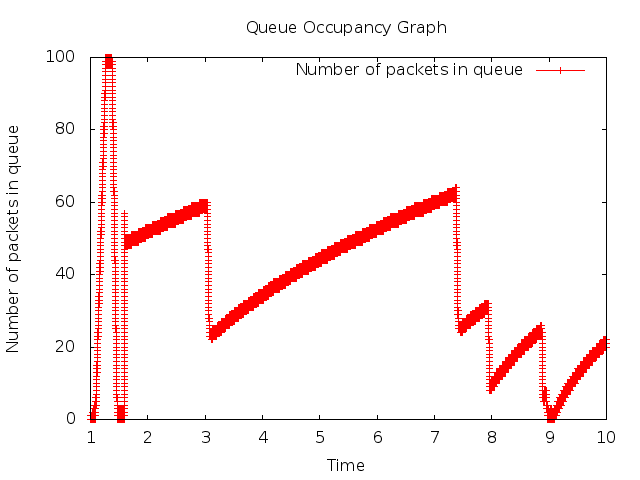 Queue Occupancy Graph
Number of packets in queue
Number of packets in queue
100
80
60
40
20
0
1 2 3 4 5 6 7 8 9 10
Time